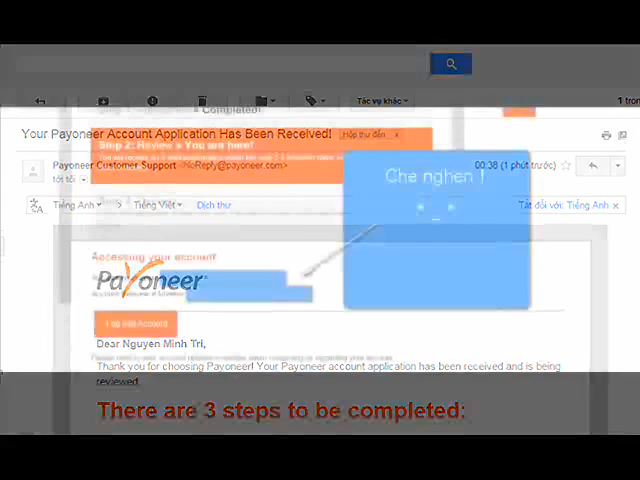 Tác vụ khác
Completed!
Your Payoneer Account Application Has Been Received!
Hộp thư đến x
Step 2: Review - You are here!
Payoneer Customer Support <NoReply@payoneer.com>
00:38 (1 phút trước)
tới tôi
Che nghen !
Tiếng Anh > Tiếng Việt Dịch thư
Tắt đối với: Tiếng Anh x
Accessing your account
Payoneer
Dear Nguyen Minh Tri,
Thank you for choosing Payoneer! Your Payoneer account application has been received and is being
reviewed.
There are 3 steps to be completed: